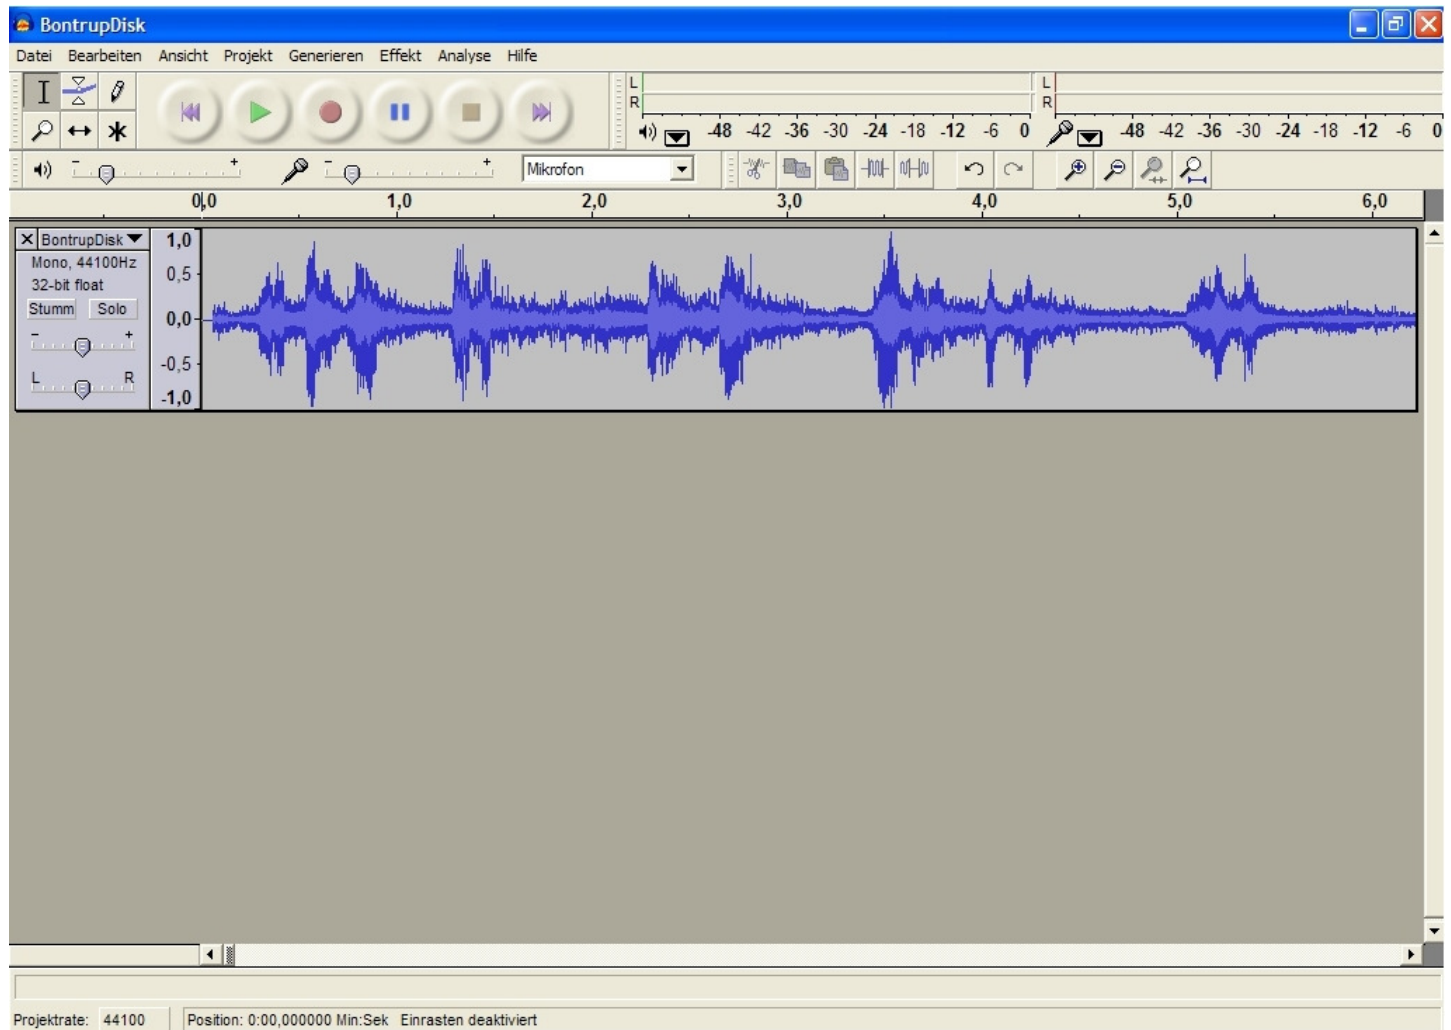 BontrupDisk
Datei Bearbeiten Ansicht Projekt Generieren Effekt Analyse Hilfe
L
R
-48 -42 -36 -30 -24 -18 -12 -6 0
L
R
-48 -42 -36 -30 -24 -18 -12 -6 0
- + - + Mikrofon
0,0 1,0 2,0 3,0 4,0 5,0 6,0
X BontrupDisk
Mono, 44100Hz
32-bit float
Stumm Solo
- +
L R
1,0
0,5
0,0
-0,5
-1,0
Projektrate: 44100 Position: 0:00,000000 Min:Sek Einrasten deaktiviert